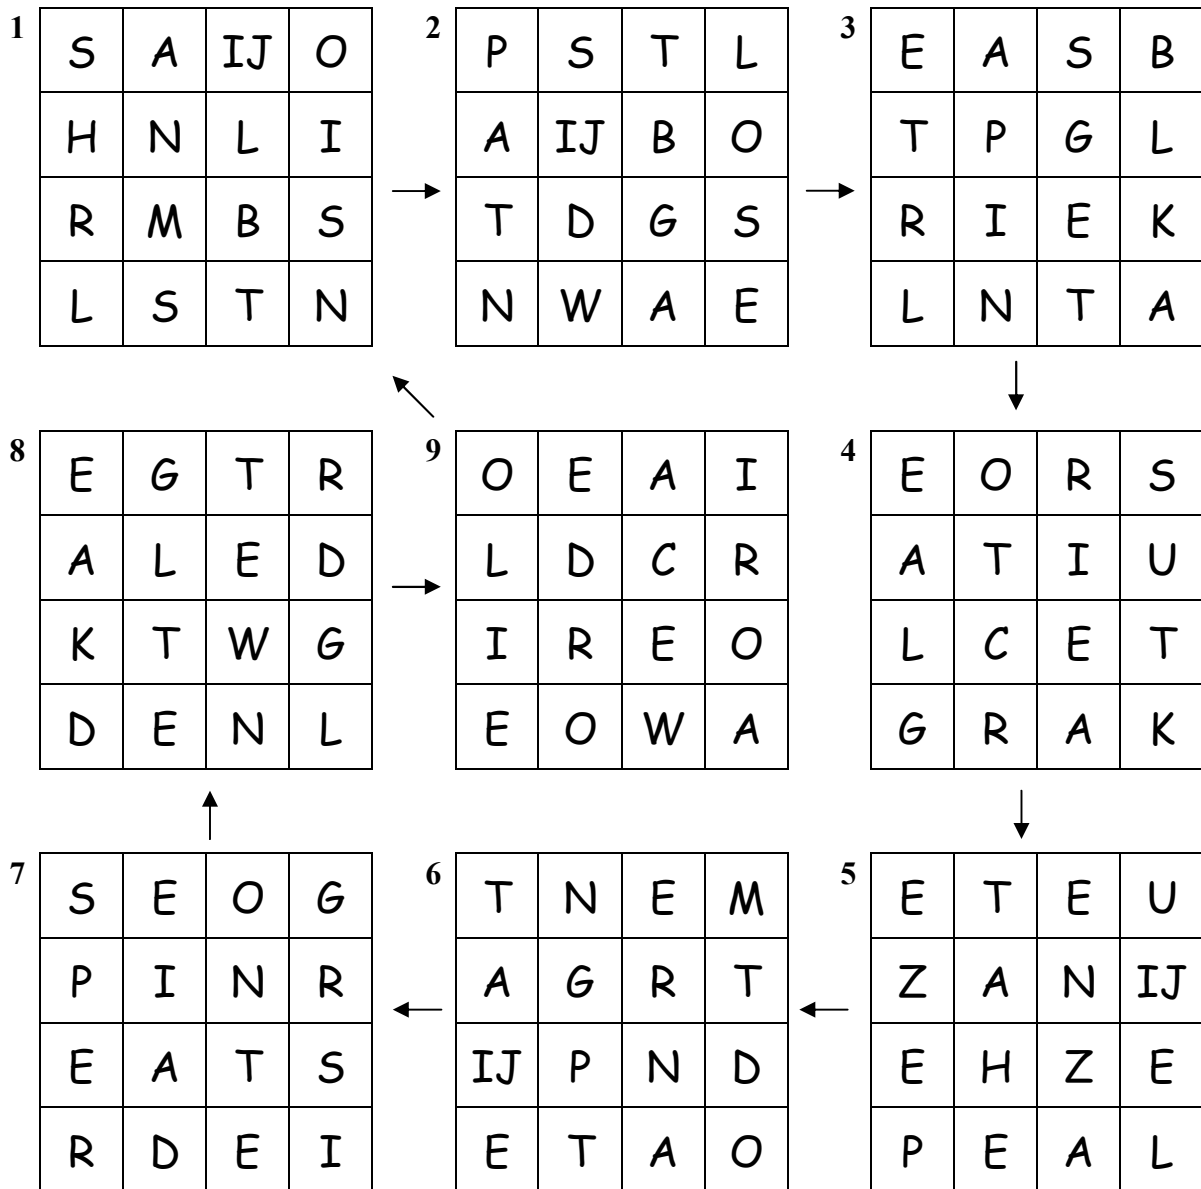 1
S A IJ O
H N L I
R M B S
L S T N
2
P S T L
A IJ B O
T D G S
N W A E
3
E A S B
T P G L
R I E K
L N T A
8
E G T R
A L E D
K T W G
D E N L
9
O E A I
L D C R
I R E O
E O W A
4
E O R S
A T I U
L C E T
G R A K
7
S E O G
P I N R
E A T S
R D E I
6
T N E M
A G R T
IJ P N D
E T A O
5
E T E U
Z A N IJ
E H Z E
P E A L